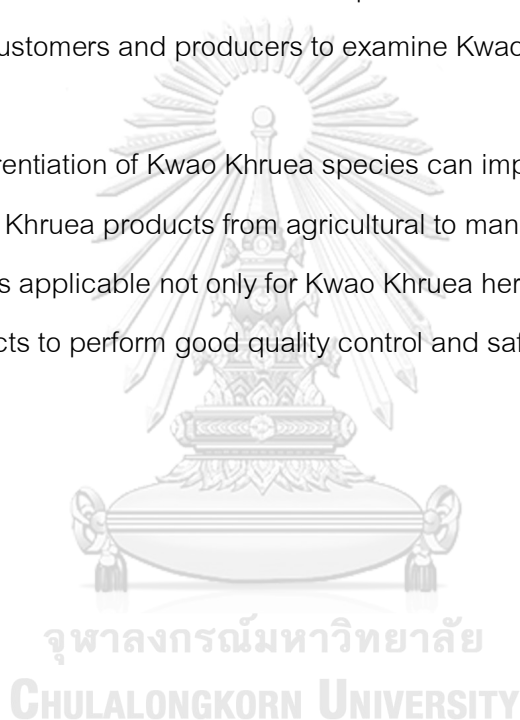 ustomers and producers to examine Kwao
rentiation of Kwao Khruea species can imp
Khruea products from agricultural to man
s applicable not only for Kwao Khruea her
cts to perform good quality control and saf
จุฬาลงกรณ์มหาวิทยาลัย
CHULALONGKORN UNIVERSITY